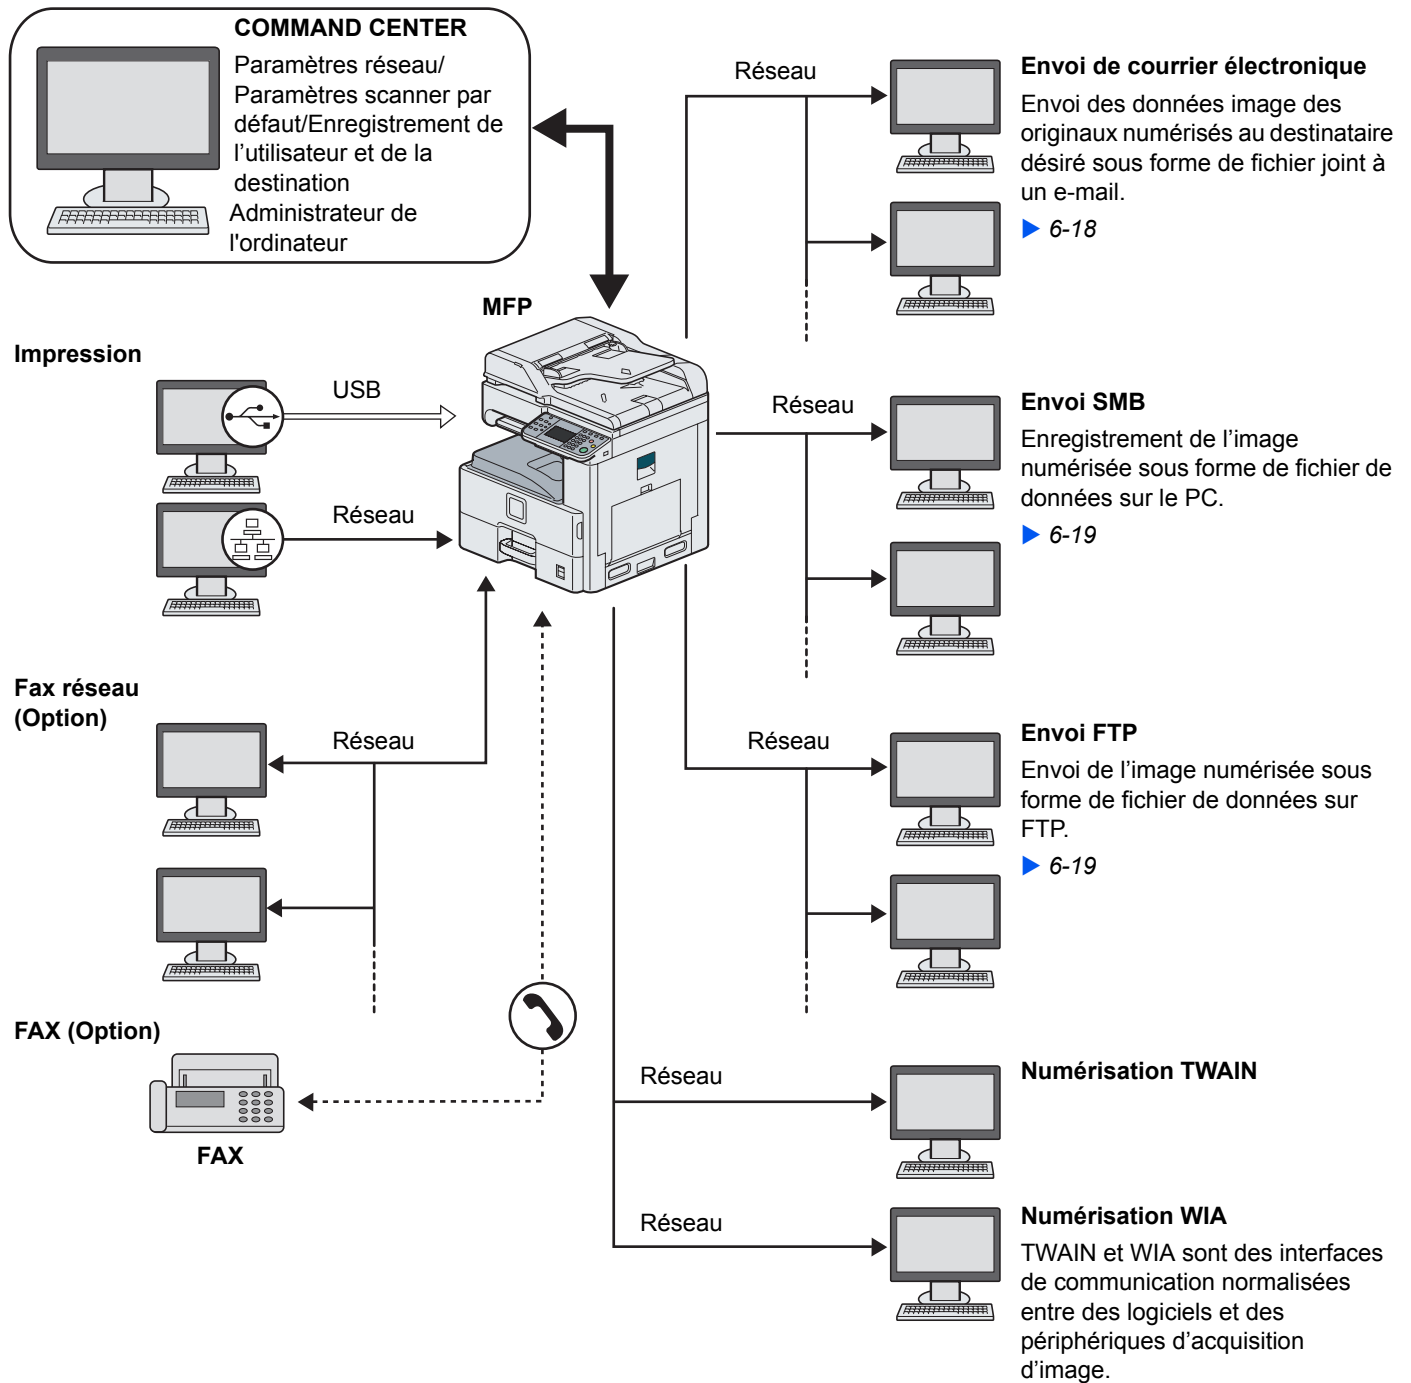 COMMAND CENTER
Paramètres réseau/
Paramètres scanner par
défaut/Enregistrement de
l’utilisateur et de la
destination
Administrateur de
l'ordinateur
MFP
Impression
USB
Réseau
Fax réseau
(Option)
Réseau
FAX (Option)
FAX
Réseau
Envoi de courrier électronique
Envoi des données image des
originaux numérisés au destinataire
désiré sous forme de fichier joint à
un e-mail.
6-18
Réseau
Envoi SMB
Enregistrement de l’image
numérisée sous forme de fichier de
données sur le PC.
6-19
Réseau
Envoi FTP
Envoi de l’image numérisée sous
forme de fichier de données sur
FTP.
6-19
Réseau
Numérisation TWAIN
Réseau
Numérisation WIA
TWAIN et WIA sont des interfaces
de communication normalisées
entre des logiciels et des
périphériques d’acquisition
d’image.